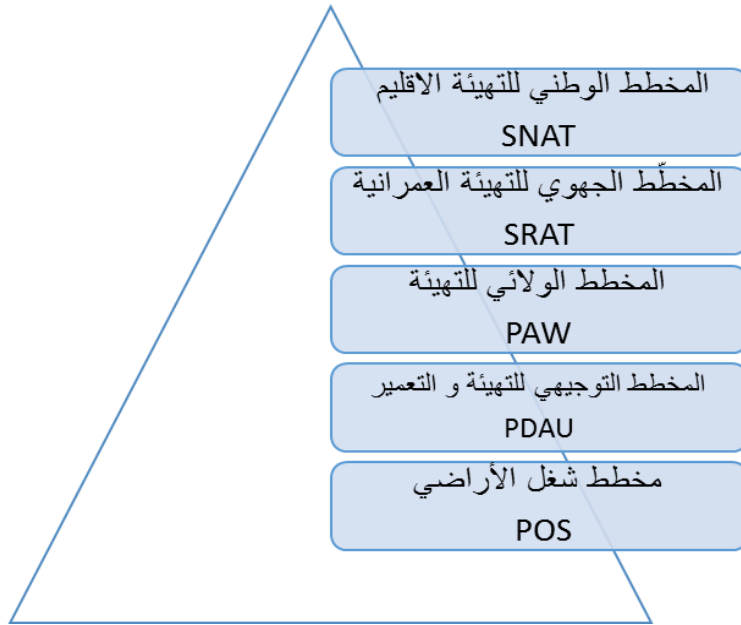 المخطط الوطني للتهيئة الاقليم
SNAT
المخطّط الجهوي للتهيئة العمرانية
SRAT
المخطط الولائي للتهيئة
PAW
المخطط التوجيهي للتهيئة و التعمير
PDAU
مخطط شغل الأراضي
POS